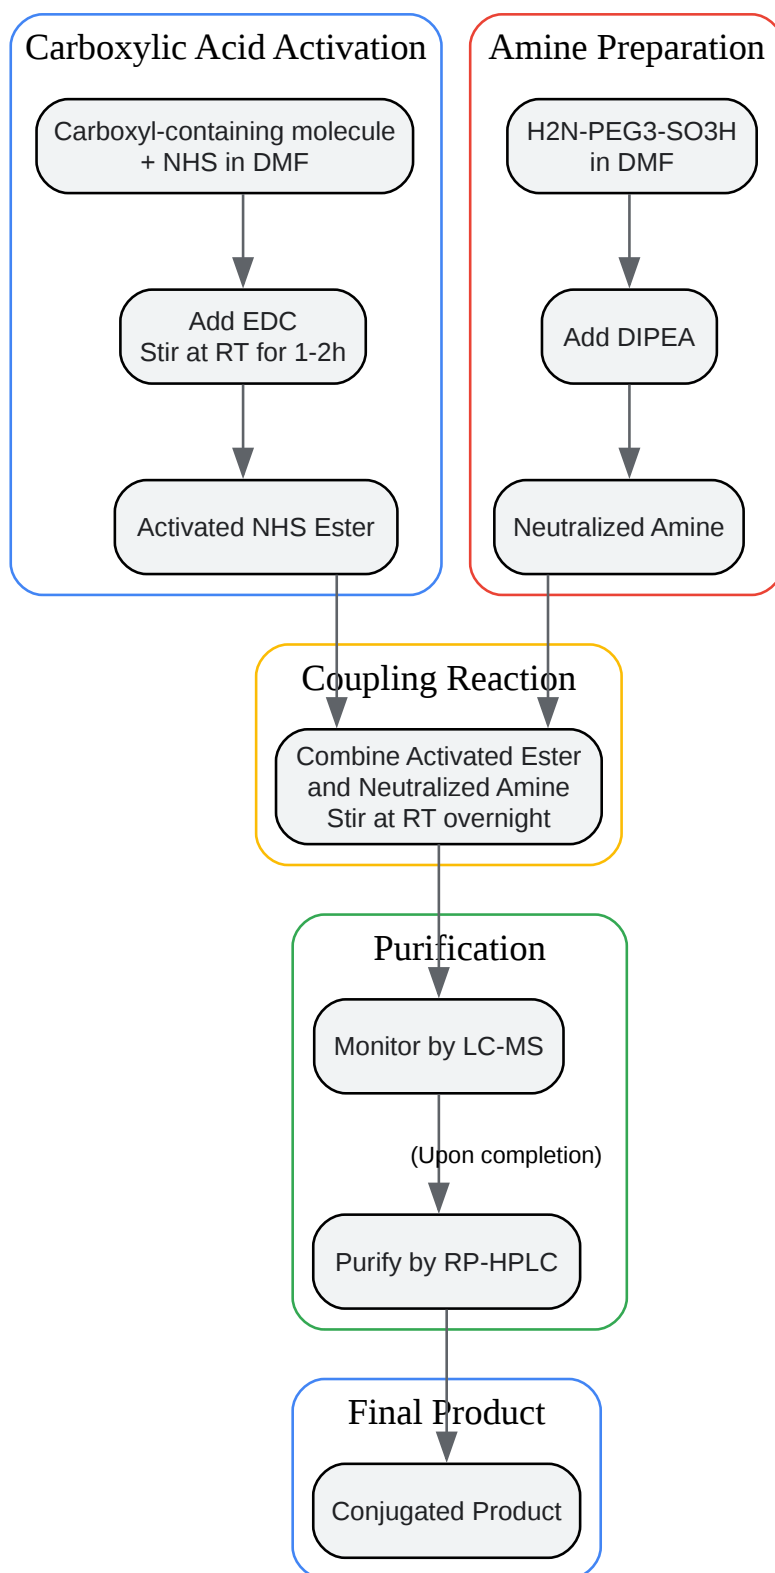 Carboxylic Acid Activation
Carboxyl-containing molecule
+ NHS in DMF
Add EDC
Stir at RT for 1-2h
Activated NHS Ester
Amine Preparation
H2N-PEG3-SO3H
in DMF
Add DIPEA
Neutralized Amine
Coupling Reaction
Combine Activated Ester
and Neutralized Amine
Stir at RT overnight
Purification
Monitor by LC-MS
(Upon completion)
Purify by RP-HPLC
Final Product
Conjugated Product